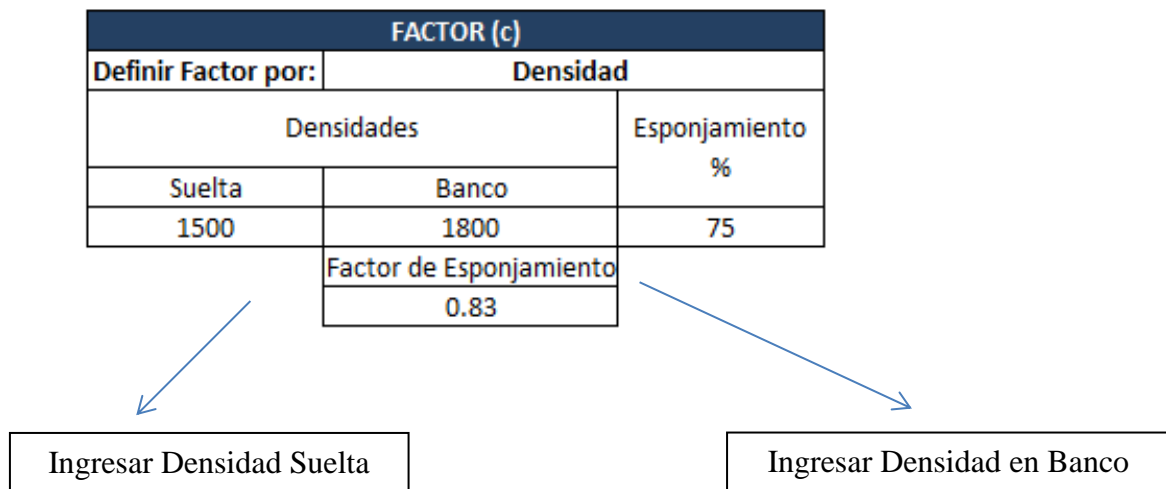 FACTOR (c)
Definir Factor por: Densidad
Densidades Esponjamiento
%
Suelta Banco
1500 1800 75
Factor de Esponjamiento
0.83
Ingresar Densidad Suelta Ingresar Densidad en Banco